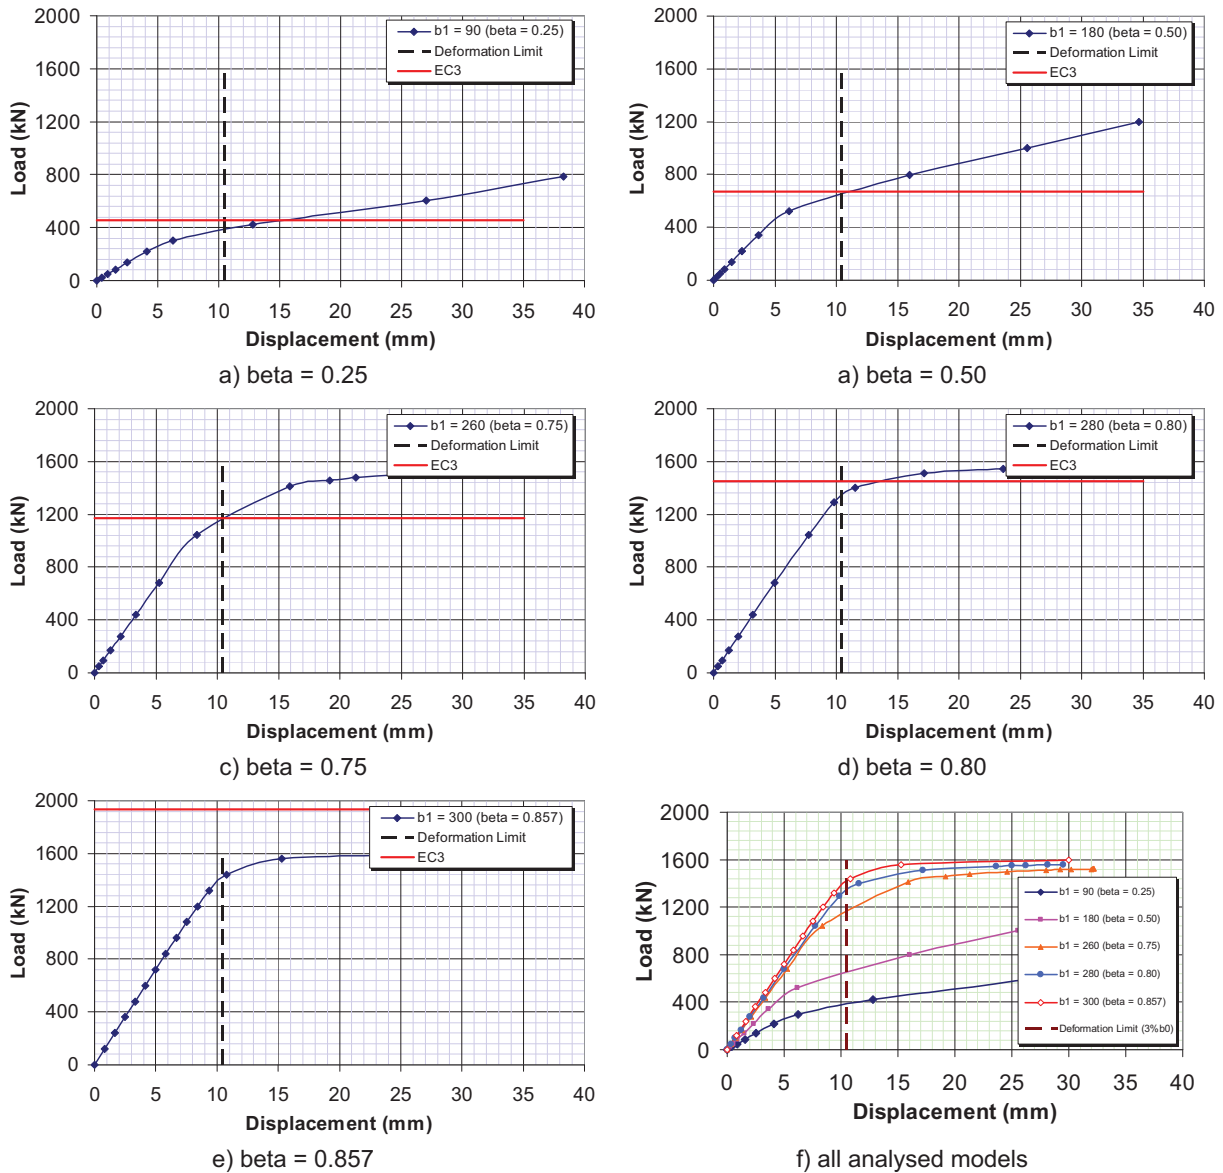 b1 = 90 (beta = 0.25)
Deformation Limit
EC3
Load (kN)
2000
1600
1200
800
400
0
0 5 10 15 20 25 30 35 40
Displacement (mm)
a) beta = 0.25
b1 = 180 (beta = 0.50)
Deformation Limit
EC3
Load (kN)
2000
1600
1200
800
400
0
0 5 10 15 20 25 30 35 40
Displacement (mm)
a) beta = 0.50
b1 = 260 (beta = 0.75)
Deformation Limit
EC3
Load (kN)
2000
1600
1200
800
400
0
0 5 10 15 20 25 30 35 40
Displacement (mm)
c) beta = 0.75
b1 = 280 (beta = 0.80)
Deformation Limit
EC3
Load (kN)
2000
1600
1200
800
400
0
0 5 10 15 20 25 30 35 40
Displacement (mm)
d) beta = 0.80
b1 = 300 (beta = 0.857)
Deformation Limit
EC3
Load (kN)
2000
1600
1200
800
400
0
0 5 10 15 20 25 30 35 40
Displacement (mm)
e) beta = 0.857
b1 = 90 (beta = 0.25)
b1 = 180 (beta = 0.50)
b1 = 260 (beta = 0.75)
b1 = 280 (beta = 0.80)
b1 = 300 (beta = 0.857)
Deformation Limit (3%b0)
Load (kN)
2000
1600
1200
800
400
0
0 5 10 15 20 25 30 35 40
Displacement (mm)
f) all analysed models